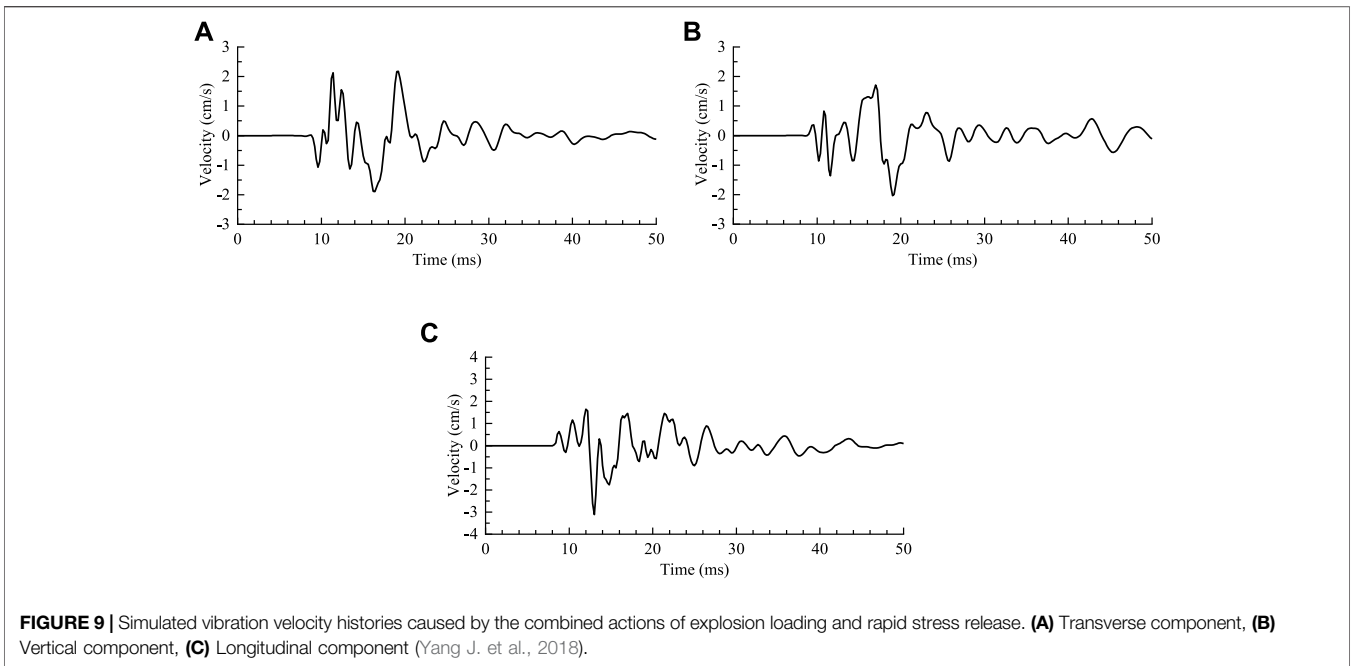 A
3
2
1
0
-1
-2
-3
Velocity (cm/s)
0 10 20 30 40 50
Time (ms)
B
3
2
1
0
-1
-2
-3
Velocity (cm/s)
0 10 20 30 40 50
Time (ms)
C
4
3
2
1
0
-1
-2
-3
-4
Velocity (cm/s)
0 10 20 30 40 50
Time (ms)
FIGURE 9 | Simulated vibration velocity histories caused by the combined actions of explosion loading and rapid stress release. (A) Transverse component, (B)
Vertical component, (C) Longitudinal component (Yang J. et al., 2018).